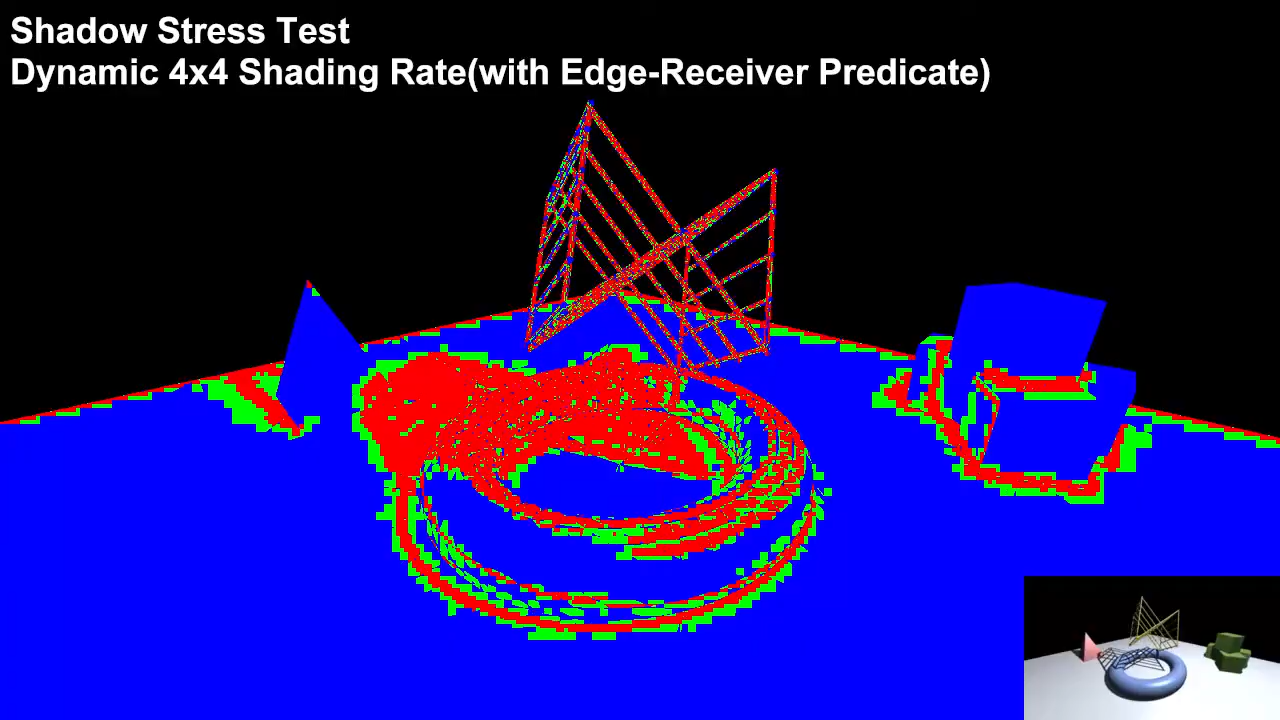 Shadow Stress Test
Dynamic 4x4 Shading Rate(with Edge-Receiver Predicate)